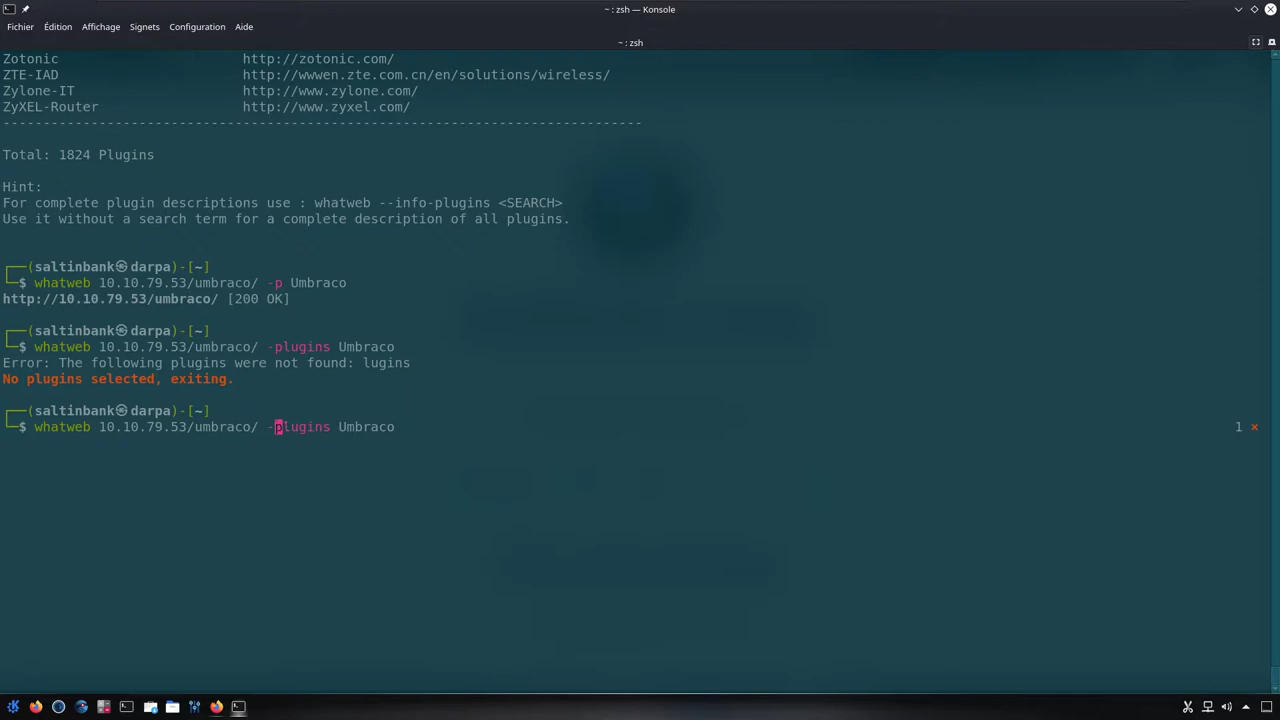 ~ : zsh — Konsole
Fichier Édition Affichage Signets Configuration Aide
~ : zsh
Zotonic http://zotonic.com/
ZTE-IAD http://wwwen.zte.com.cn/en/solutions/wireless/
Zylone-IT http://www.zylone.com/
ZyXEL-Router http://www.zyxel.com/
--------------------------------------------------------------------------------
Total: 1824 Plugins
Hint:
For complete plugin descriptions use : whatweb --info-plugins <SEARCH>
Use it without a search term for a complete description of all plugins.
┌──(saltinbank㉿darpa)-[~]
└─$ whatweb 10.10.79.53/umbraco/ -p Umbraco
http://10.10.79.53/umbraco/ [200 OK]
┌──(saltinbank㉿darpa)-[~]
└─$ whatweb 10.10.79.53/umbraco/ -plugins Umbraco
Error: The following plugins were not found: lugins
No plugins selected, exiting.
┌──(saltinbank㉿darpa)-[~]
└─$ whatweb 10.10.79.53/umbraco/ -plugins Umbraco 1 ⨯